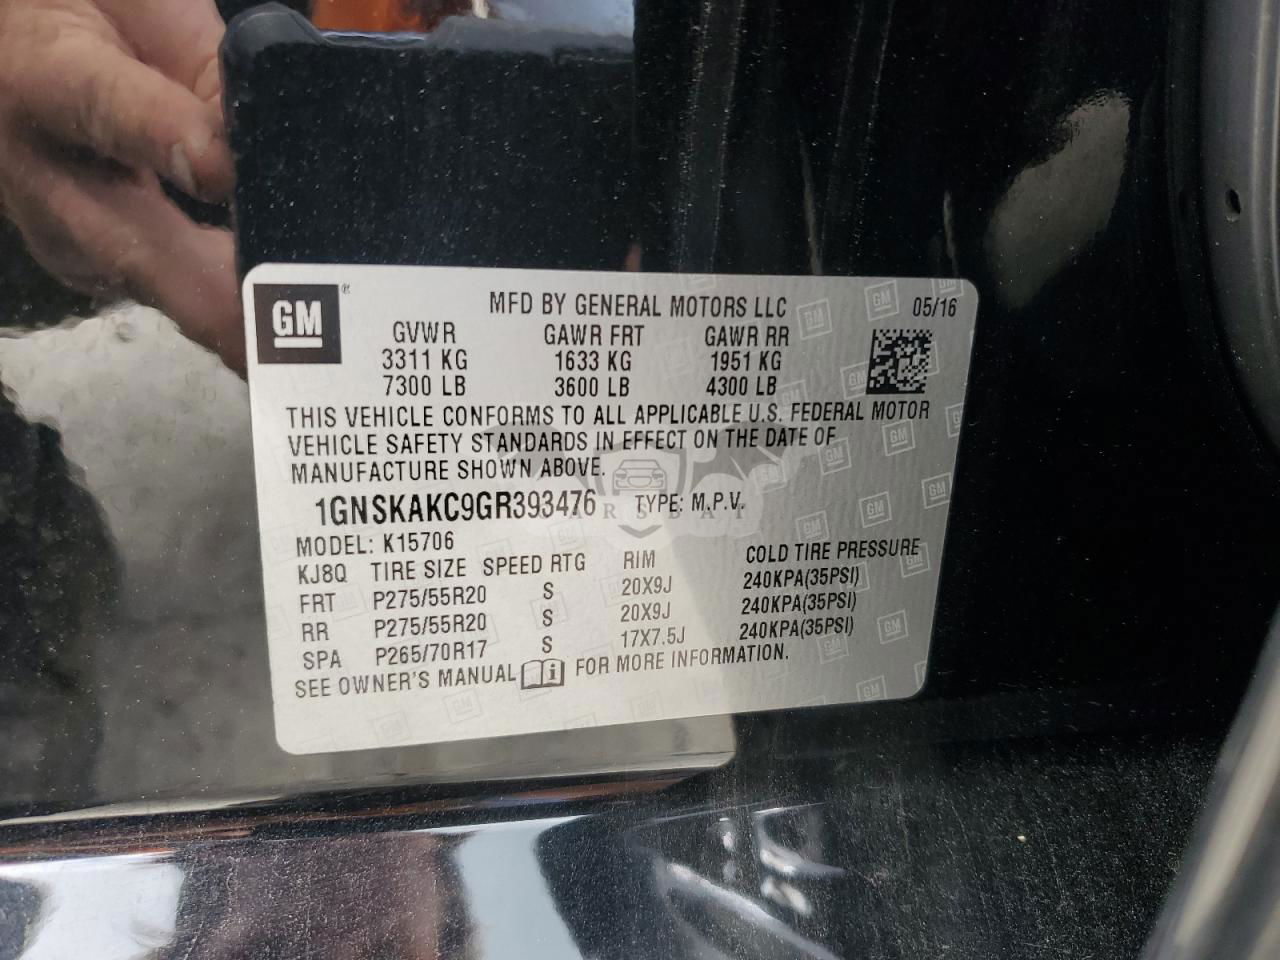 GM ® MFD BY GENERAL MOTORS LLC 05/16
GVWR GAWR FRT GAWR RR
3311 KG 1633 KG 1951 KG
7300 LB 3600 LB 4300 LB
THIS VEHICLE CONFORMS TO ALL APPLICABLE U.S. FEDERAL MOTOR
VEHICLE SAFETY STANDARDS IN EFFECT ON THE DATE OF
MANUFACTURE SHOWN ABOVE.
1GNSKAKC9GR393476 TYPE: M.P.V.
CARSBAT
MODEL: K15706
KJ8Q TIRE SIZE SPEED RTG RIM COLD TIRE PRESSURE
FRT P275/55R20 S 20X9J 240KPA(35PSI)
RR P275/55R20 S 20X9J 240KPA(35PSI)
SPA P265/70R17 S 17X7.5J 240KPA(35PSI)
SEE OWNER'S MANUAL FOR MORE INFORMATION.